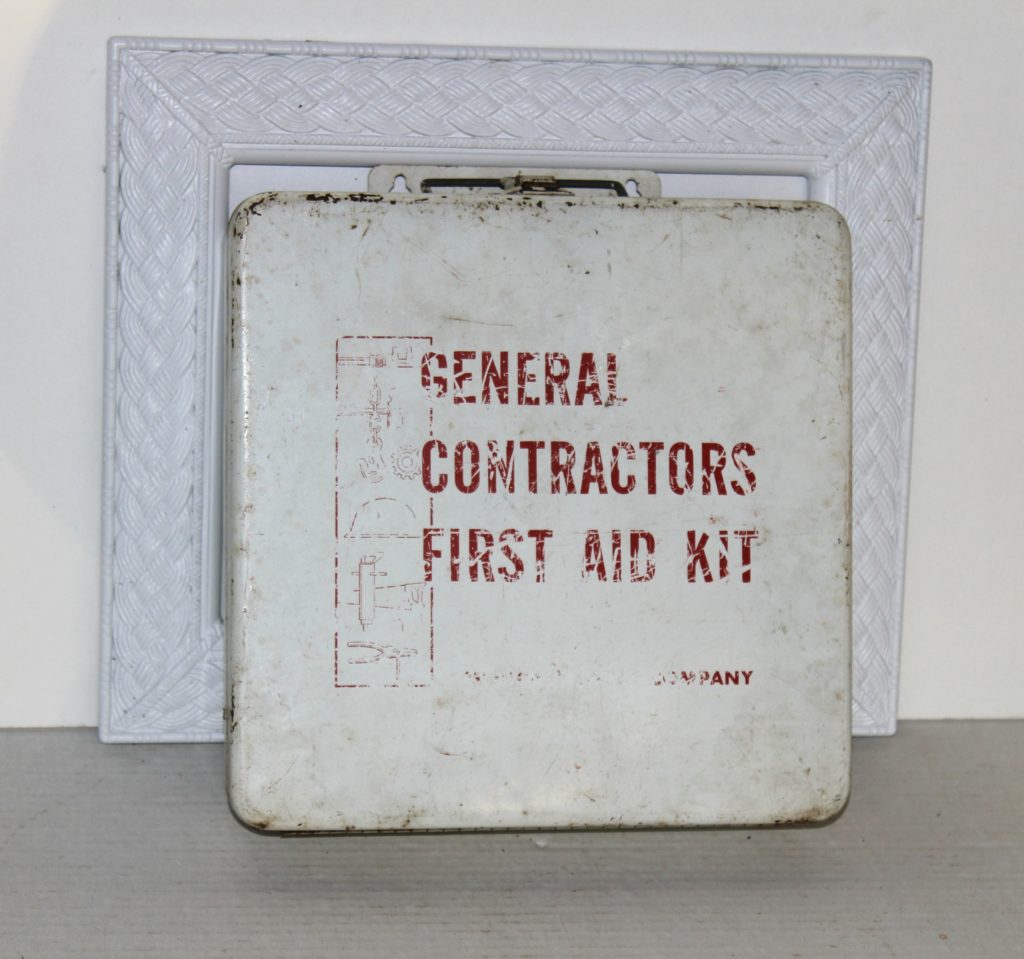 GENERAL
CONTRACTORS
FIRST AID KIT
COMPANY